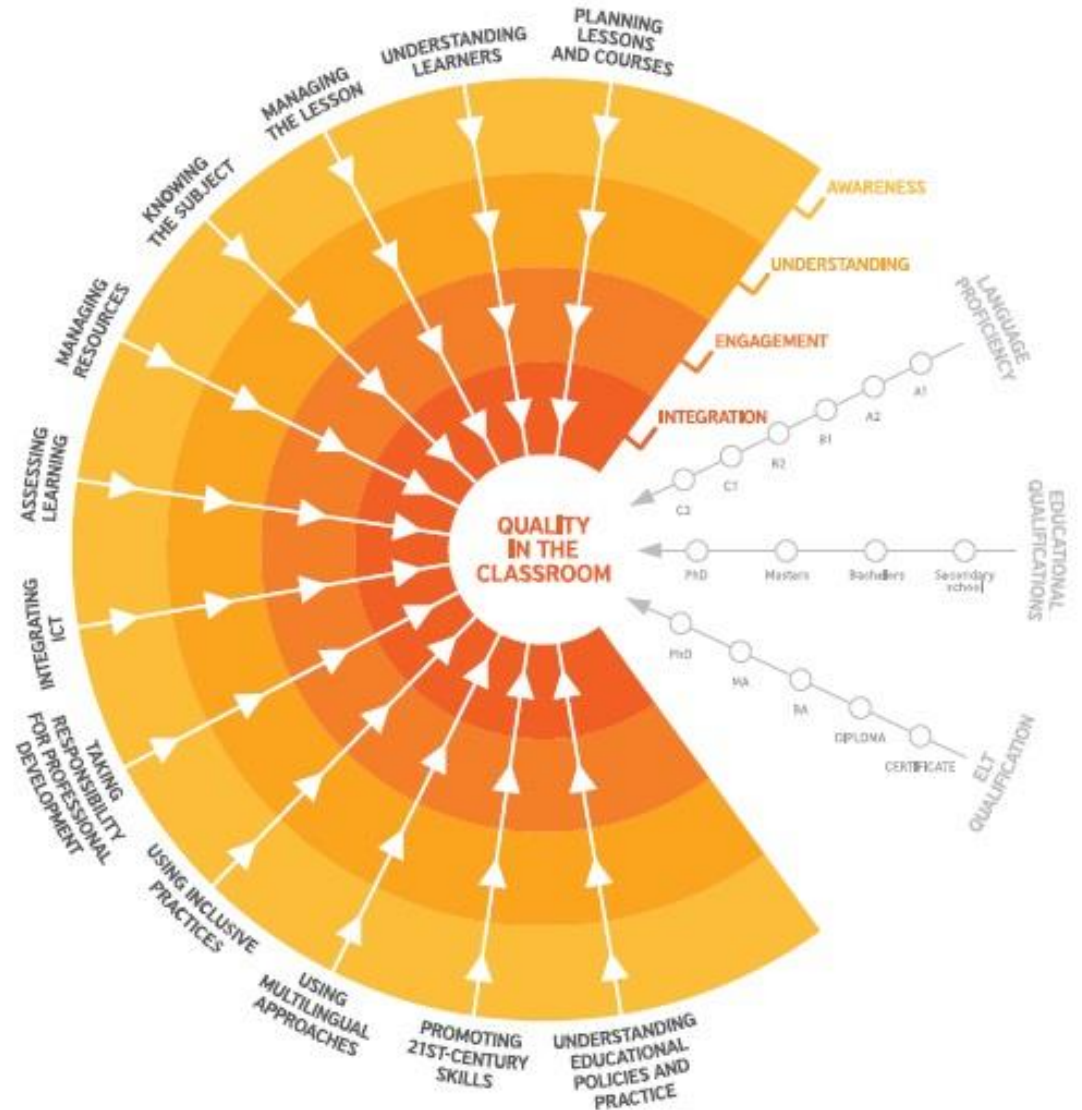 PLANNING
LESSONS
AND COURSES
UNDERSTANDING
LEARNERS
MANAGING
THE LESSON
KNOWING
THE SUBJECT
MANAGING
RESOURCES
ASSESSING
LEARNING
INTEGRATING
ICT
TAKING
RESPONSIBILITY
FOR PROFESSIONAL
DEVELOPMENT
USING INCLUSIVE
PRACTICES
USING
MULTILINGUAL
APPROACHES
PROMOTING
21ST-CENTURY
SKILLS
UNDERSTANDING
EDUCATIONAL
POLICIES AND
PRACTICE
AWARENESS
UNDERSTANDING
ENGAGEMENT
INTEGRATION
QUALITY
IN THE
CLASSROOM
LANGUAGE
PROFICIENCY
A1
A2
B1
B2
C1
C2
EDUCATIONAL
QUALIFICATIONS
PhD
Masters
Bachelors
Secondary
school
ELT
QUALIFICATION
PhD
MA
BA
DIPLOMA
CERTIFICATE